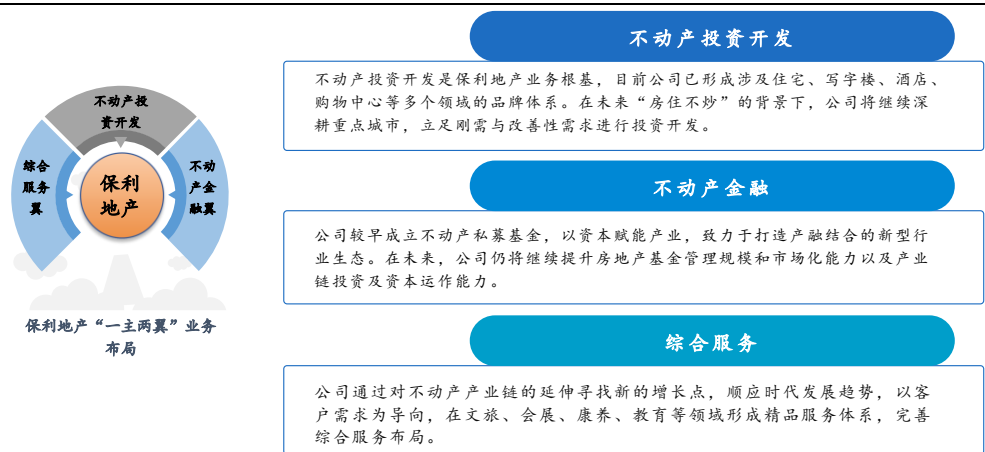 不动产投
资开发
综合
服务
翼
保利
地产
不动
产金
融翼
保利地产“一主两翼”业务
布局
不动产投资开发
不动产投资开发是保利地产业务根基，目前公司已形成涉及住宅、写字楼、酒店、
购物中心等多个领域的品牌体系。在未来“房住不炒”的背景下，公司将继续深
耕重点城市，立足刚需与改善性需求进行投资开发。
不动产金融
公司较早成立不动产私募基金，以资本赋能产业，致力于打造产融结合的新型行
业生态。在未来，公司仍将继续提升房地产基金管理规模和市场化能力以及产业
链投资及资本运作能力。
综合服务
公司通过对不动产产业链的延伸寻找新的增长点，顺应时代发展趋势，以客
户需求为导向，在文旅、会展、康养、教育等领域形成精品服务体系，完善
综合服务布局。